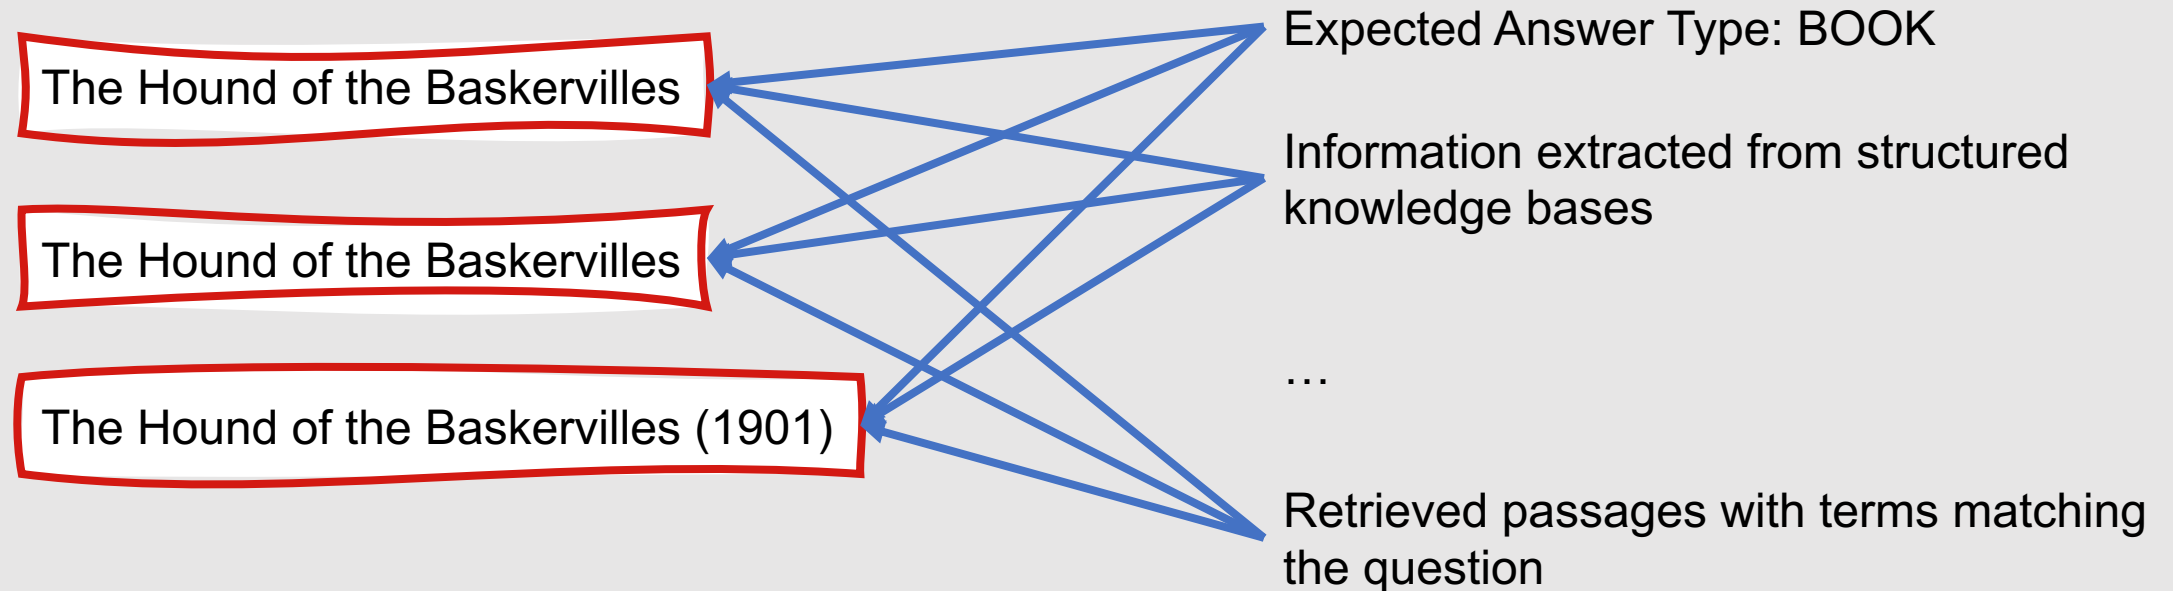 The Hound of the Baskervilles
The Hound of the Baskervilles
The Hound of the Baskervilles (1901)
Expected Answer Type: BOOK
Information extracted from structured
knowledge bases
…
Retrieved passages with terms matching
the question